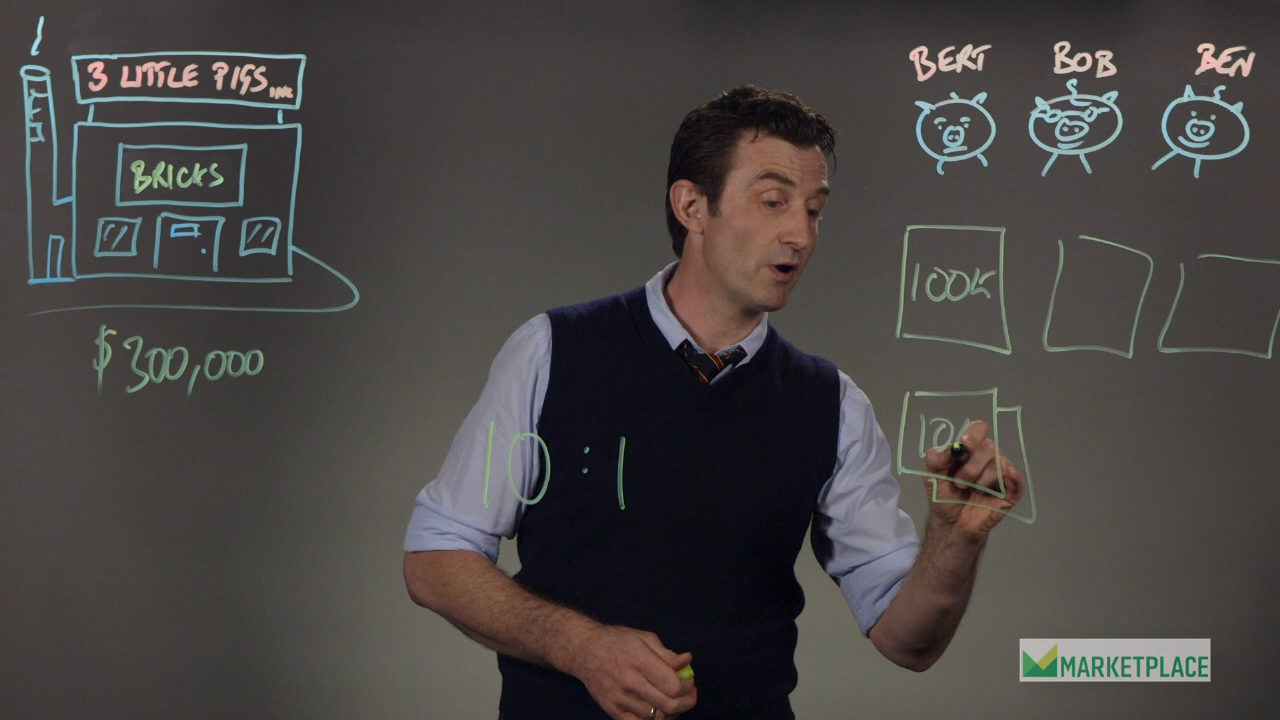 3 LITTLE PIGS INC
BRICKS
$300,000
10:1
BERT BOB BEN
100K
MARKETPLACE